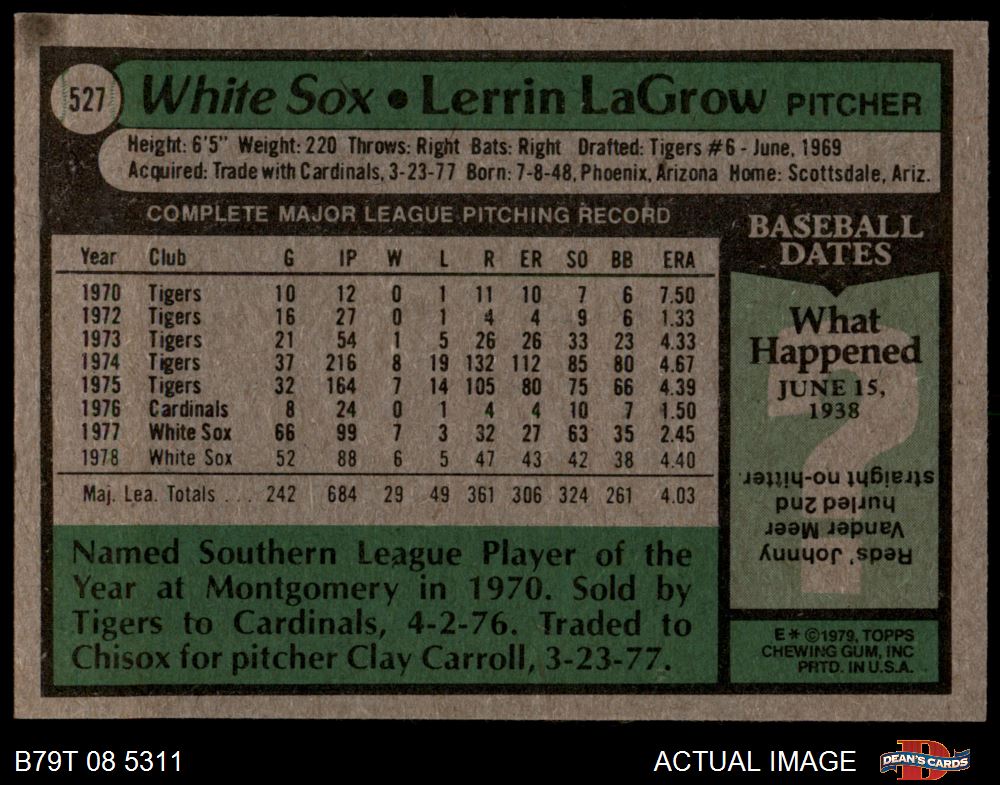 527 White Sox • Lerrin LaGrow PITCHER
Height: 6'5" Weight: 220 Throws: Right Bats: Right Drafted: Tigers #6 - June, 1969
Acquired: Trade with Cardinals, 3-23-77 Born: 7-8-48, Phoenix, Arizona Home: Scottsdale, Ariz.
COMPLETE MAJOR LEAGUE PITCHING RECORD
Year Club G IP W L R ER SO BB ERA
1970 Tigers 10 12 0 1 11 10 7 6 7.50
1972 Tigers 16 27 0 1 4 4 9 6 1.33
1973 Tigers 21 54 1 5 26 26 33 23 4.33
1974 Tigers 37 216 8 19 132 112 85 80 4.67
1975 Tigers 32 164 7 14 105 80 75 66 4.39
1976 Cardinals 8 24 0 1 4 4 10 7 1.50
1977 White Sox 66 99 7 3 32 27 63 35 2.45
1978 White Sox 52 88 6 5 47 43 42 38 4.40
Maj. Lea. Totals . . . 242 684 29 49 361 306 324 261 4.03
Named Southern League Player of the
Year at Montgomery in 1970. Sold by
Tigers to Cardinals, 4-2-76. Traded to
Chisox for pitcher Clay Carroll, 3-23-77.
BASEBALL
DATES
What
Happened
JUNE 15,
1938
?
Reds' Johnny
Vander Meer
hurled 2nd
straight no-hitter.
E * © 1979, TOPPS
CHEWING GUM, INC
PRTD. IN U.S.A.
B79T 08 5311
ACTUAL IMAGE
D
DEAN'S CARDS